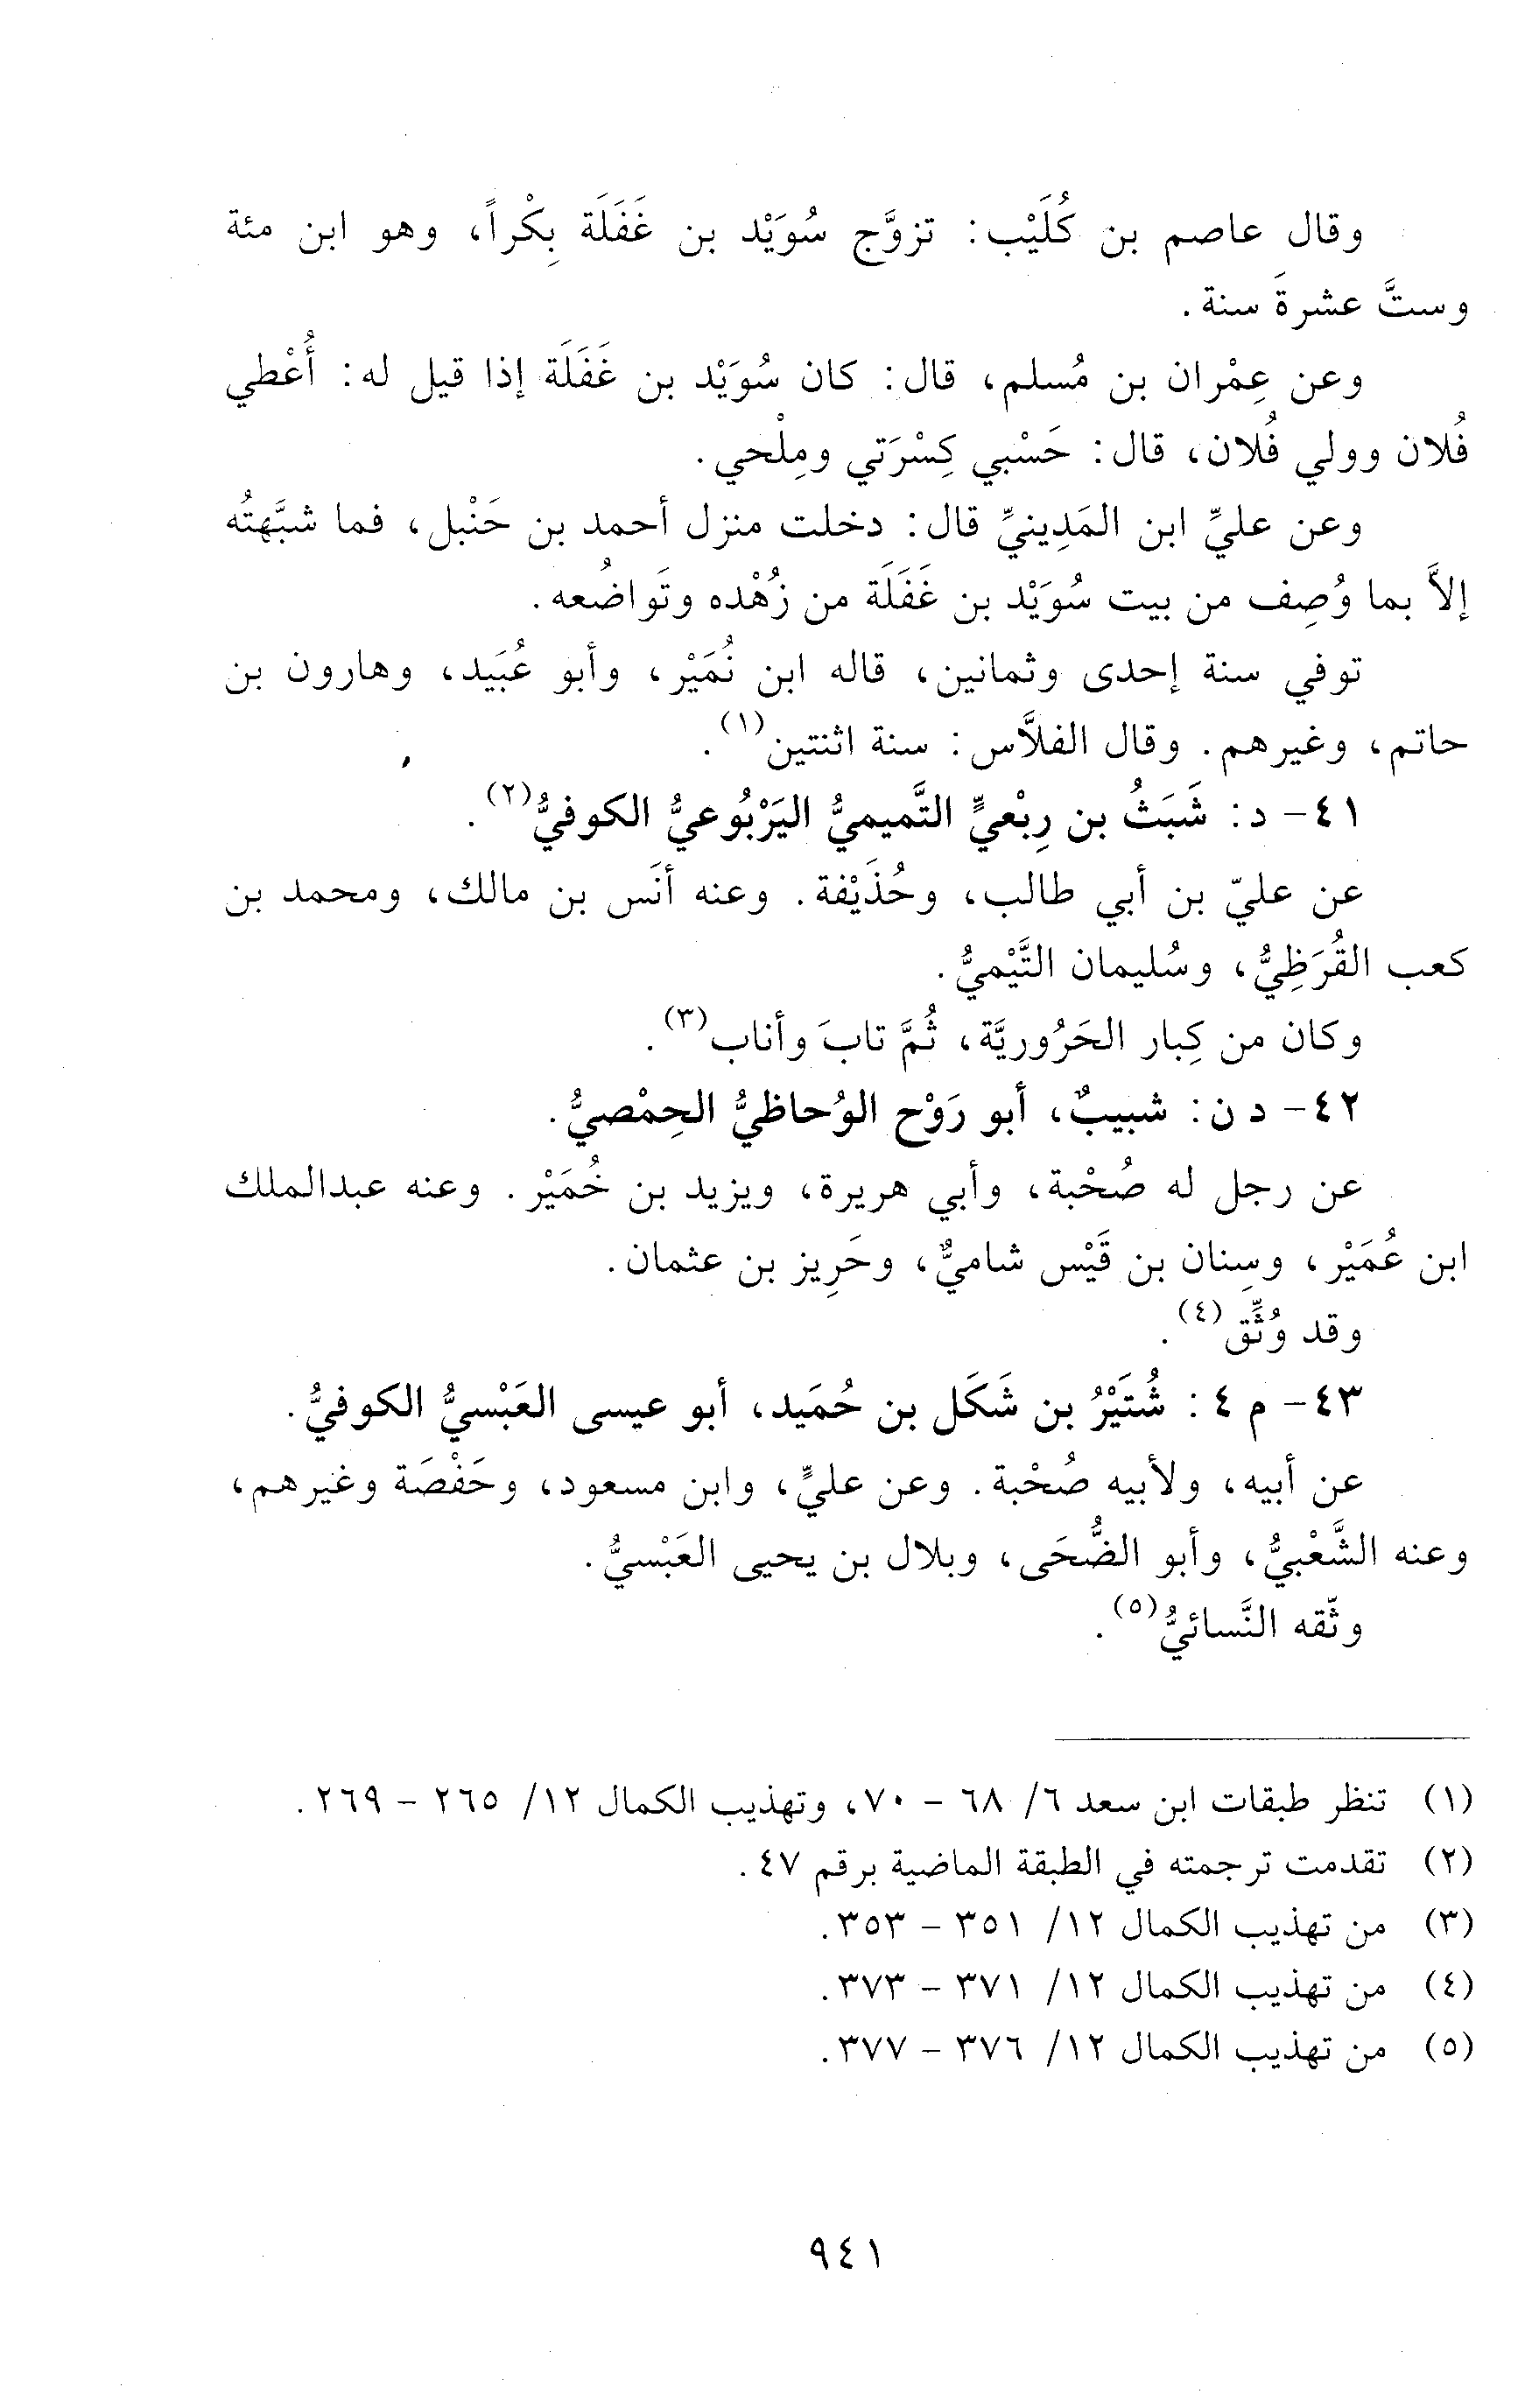 وقال عاصم بن كُلَيْب: تزوَّج سُوَيْد بن غَفَلَة بِكْراً، وهو ابن مئة
وستَّ عشرةَ سنة.
وعن عِمْران بن مُسلم، قال: كان سُوَيْد بن غَفَلَة إذا قيل له: أُعْطي
فُلان وولي فُلان، قال: حَسْبي كِسْرَتي ومِلْحي.
وعن عليِّ ابن المَدِينيِّ قال: دخلت منزل أحمد بن حَنْبل، فما شبَّهتُه
إلاَّ بما وُصِف من بيت سُوَيْد بن غَفَلَة من زُهْده وتَواضُعه.
توفي سنة إحدى وثمانين، قاله ابن نُمَيْر، وأبو عُبَيد، وهارون بن
حاتم، وغيرهم. وقال الفلاَّس: سنة اثنتين(١).
٤١- د: شَبَثُ بن رِبْعيٍّ التَّميميُّ اليَرْبُوعيُّ الكوفيُّ(٢).
عن عليّ بن أبي طالب، وحُذَيْفة. وعنه أنَس بن مالك، ومحمد بن
كعب القُرَظِيُّ، وسُليمان التَّيْميُّ.
وكان من كِبار الحَرُوريَّة، ثُمَّ تابَ وأناب(٣).
٤٢- د ن: شبيبٌ، أبو رَوْح الوُحاظيُّ الحِمْصيُّ.
عن رجل له صُحْبة، وأبي هريرة، ويزيد بن خُمَيْر. وعنه عبدالملك
ابن عُمَيْر، وسِنان بن قَيْس شاميٌّ، وحَرِيز بن عثمان.
وقد وُثِّق(٤).
٤٣- م ٤: شُتَيْرُ بن شَكَل بن حُمَيد، أبو عيسى العَبْسيُّ الكوفيُّ.
عن أبيه، ولأبيه صُحْبة. وعن عليٍّ، وابن مسعود، وحَفْصَة وغيرهم،
وعنه الشَّعْبيُّ، وأبو الضُّحَى، وبلال بن يحيى العَبْسيُّ.
وثّقه النَّسائيُّ(٥).
(١) تنظر طبقات ابن سعد ٦/ ٦٨ - ٧٠، وتهذيب الكمال ١٢/ ٢٦٥ - ٢٦٩.
(٢) تقدمت ترجمته في الطبقة الماضية برقم ٤٧.
(٣) من تهذيب الكمال ١٢/ ٣٥١ - ٣٥٣.
(٤) من تهذيب الكمال ١٢/ ٣٧١ - ٣٧٣.
(٥) من تهذيب الكمال ١٢/ ٣٧٦ - ٣٧٧.
٩٤١